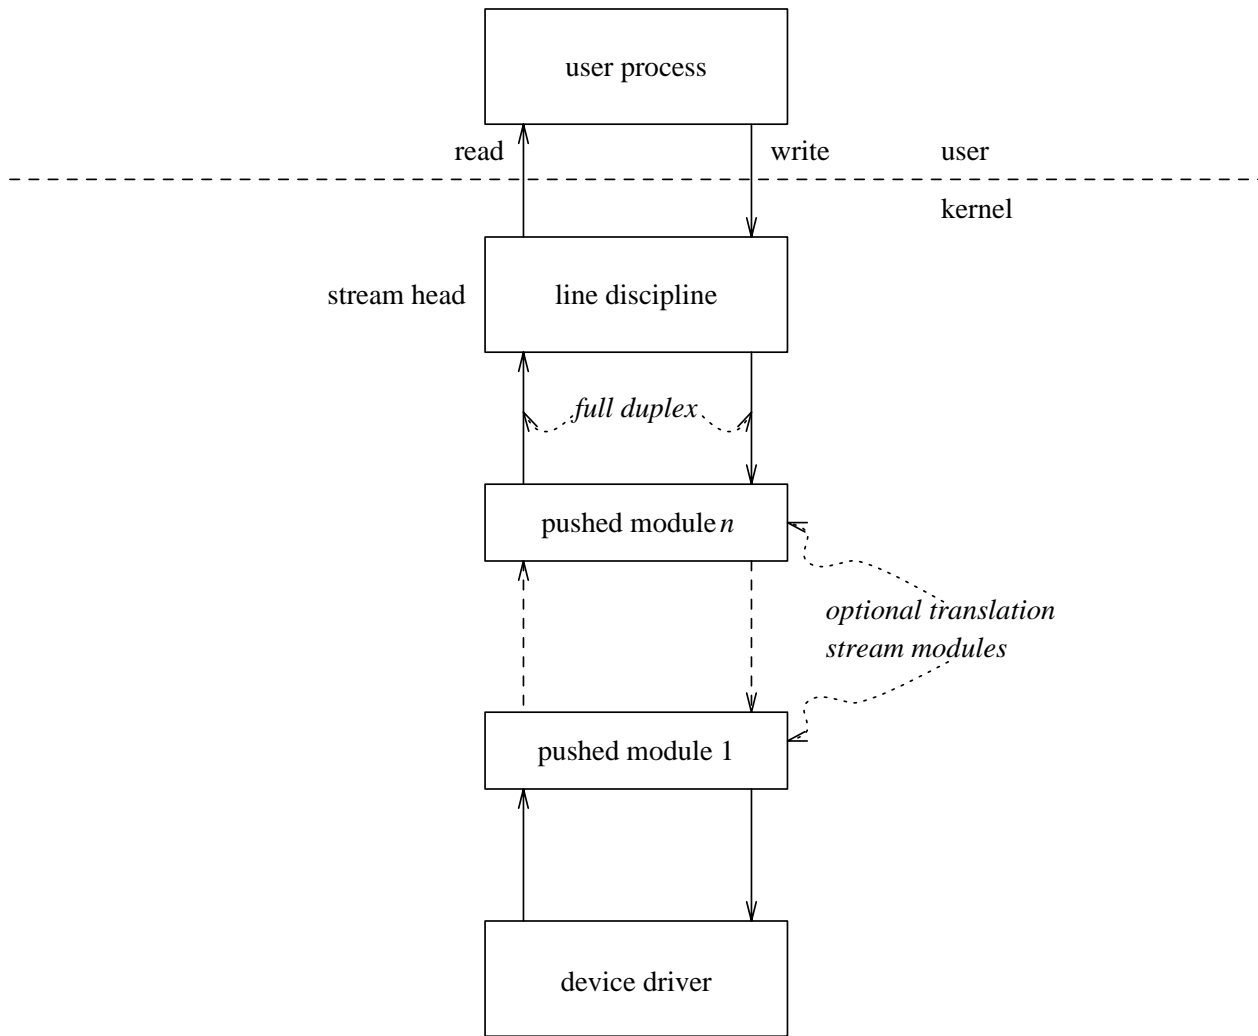 user process
read
write
user
kernel
stream head
line discipline
full duplex
pushed module n
optional translation
stream modules
pushed module 1
device driver